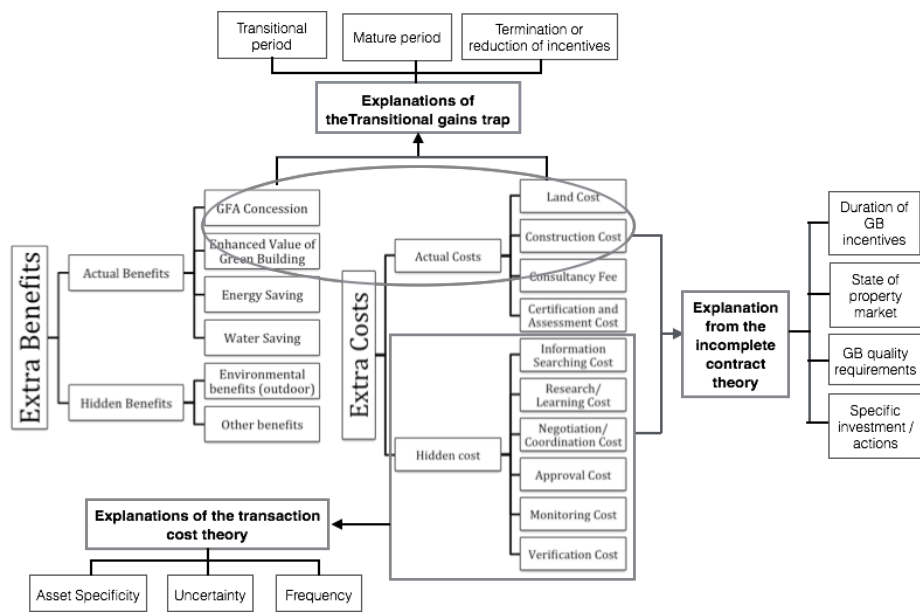 Transitional
period
Mature period
Termination or
reduction of incentives
Explanations of
theTransitional gains trap
Extra Benefits
Actual Benefits
GFA Concession
Enhanced Value of
Green Building
Energy Saving
Water Saving
Hidden Benefits
Environmental
benefits (outdoor)
Other benefits
Extra Costs
Actual Costs
Land Cost
Construction Cost
Consultancy Fee
Certification and
Assessment Cost
Hidden cost
Information
Searching Cost
Research/
Learning Cost
Negotiation/
Coordination Cost
Approval Cost
Monitoring Cost
Verification Cost
Explanation
from the
incomplete
contract
theory
Duration of
GB
incentives
State of
property
market
GB quality
requirements
Specific
investment /
actions
Explanations of the transaction
cost theory
Asset Specificity
Uncertainty
Frequency